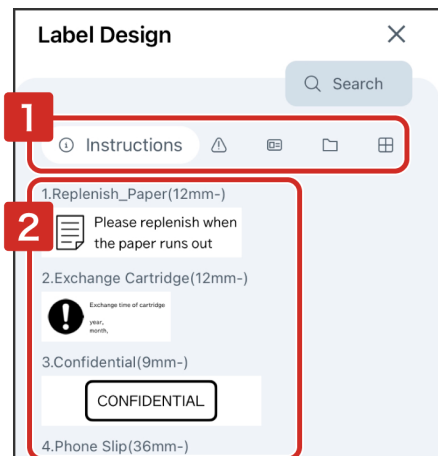 Label Design
Search
1
Instructions
2
1.Replenish_Paper(12mm-)
Please replenish when
the paper runs out
2.Exchange Cartridge(12mm-)
Exchange time of cartridge
year,
month,
3.Confidential(9mm-)
CONFIDENTIAL
4.Phone Slip(36mm-)